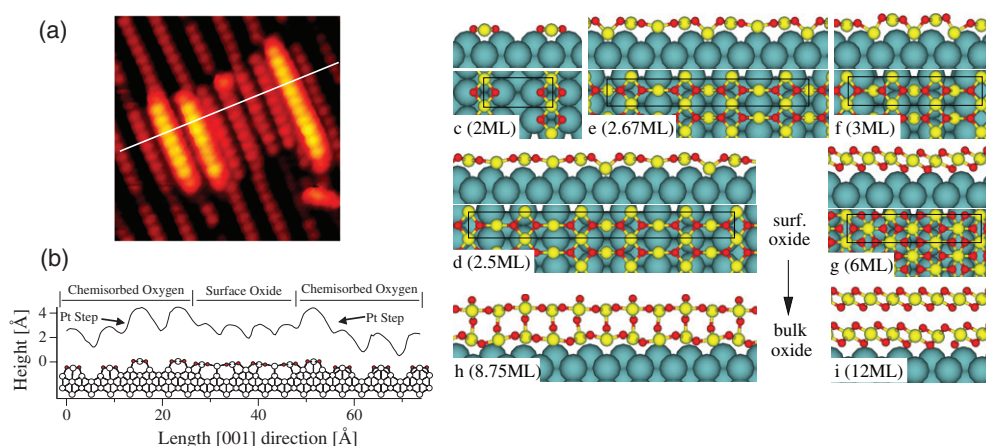 (a)
(b)
Chemisorbed Oxygen
Surface Oxide
Chemisorbed Oxygen
Pt Step
Pt Step
Height [Å]
4
2
0
0
20
40
60
Length [001] direction [Å]
c (2ML)
e (2.67ML)
f (3ML)
d (2.5ML)
surf.
oxide
g (6ML)
bulk
oxide
h (8.75ML)
i (12ML)